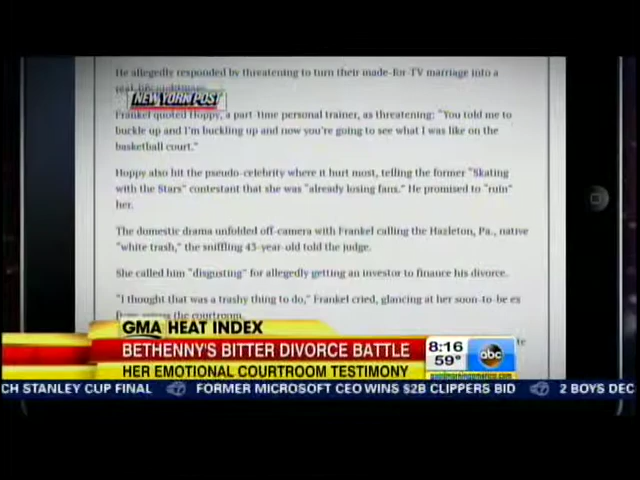 He allegedly responded by threatening to turn their made-for-TV marriage into a
NEW YORK POST
Frankel quoted Hoppy, a part-time personal trainer, as threatening: "You told me to
buckle up and I'm buckling up and now you're going to see what I was like on the
basketball court."
Hoppy also hit the pseudo-celebrity where it hurt most, telling the former "Skating
with the Stars" contestant that she was "already losing fans." He promised to "ruin"
her.
The domestic drama unfolded off-camera with Frankel calling the Hazleton, Pa., native
"white trash," the sniffling 43-year-old told the judge.
She called him "disgusting" for allegedly getting an investor to finance his divorce.
"I thought that was a trashy thing to do," Frankel cried, glancing at her soon-to-be ex
the courtroom.
GMA HEAT INDEX
BETHENNY'S BITTER DIVORCE BATTLE
HER EMOTIONAL COURTROOM TESTIMONY
8:16
59°
abc
CH STANLEY CUP FINAL
FORMER MICROSOFT CEO WINS $2B CLIPPERS BID
2 BOYS DEC